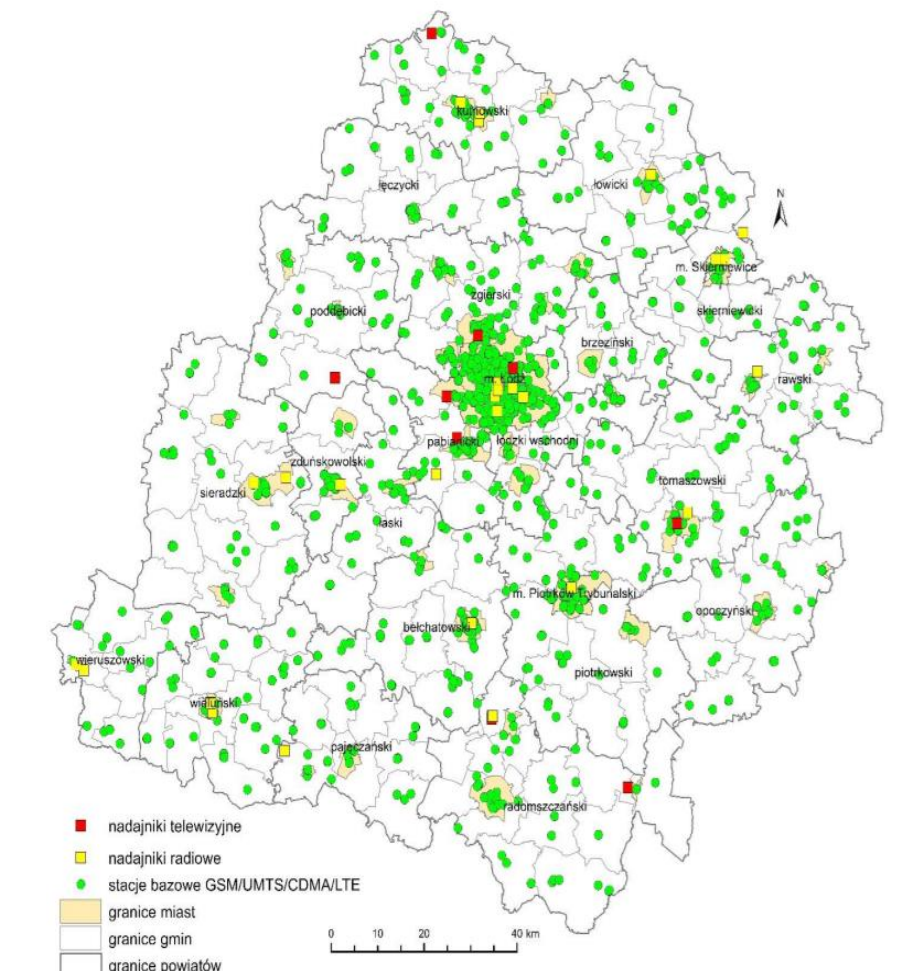 kutnowski
łęczycki
łowicki
N
m. Skierniewice
zgierski
poddębicki
skierniewicki
brzeziński
m. Łódź
rawski
pabianicki
łódzki wschodni
zduńskowolski
sieradzki
tomaszowski
łaski
m. Piotrków Trybunalski
opoczyński
bełchatowski
wieruszowski
piotrkowski
wieluński
pajęczański
radomszczański
nadajniki telewizyjne
nadajniki radiowe
stacje bazowe GSM/UMTS/CDMA/LTE
granice miast
granice gmin
granice powiatów
0 10 20 40 km